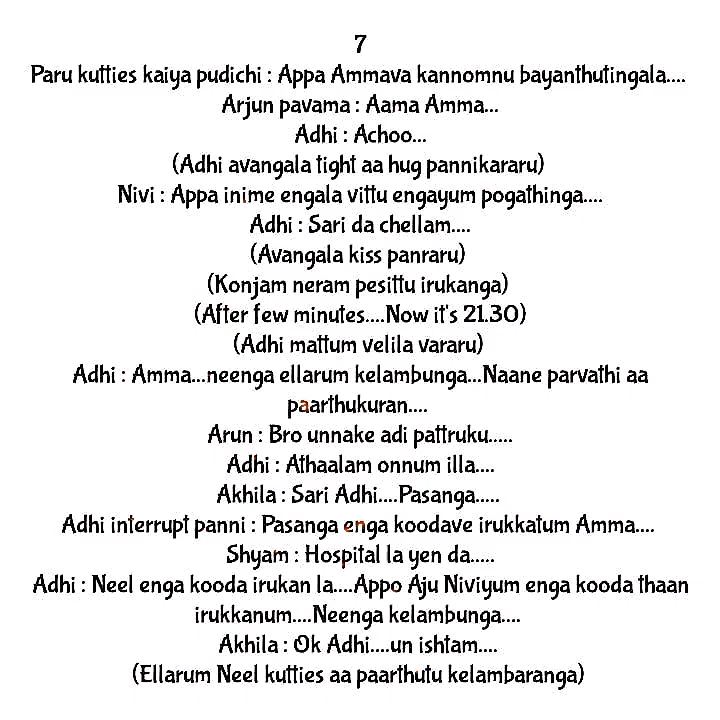 7
Paru kutties kaiya pudichi : Appa Ammava kannomnu bayanthutingala....
Arjun pavama : Aama Amma...
Adhi : Achoo...
(Adhi avangala tight aa hug pannikararu)
Nivi : Appa inime engala vittu engayum pogathinga....
Adhi : Sari da chellam....
(Avangala kiss panraru)
(Konjam neram pesittu irukanga)
(After few minutes....Now it's 21.30)
(Adhi mattum velila vararu)
Adhi : Amma...neenga ellarum kelambunga...Naane parvathi aa
paarthukuran....
Arun : Bro unnake adi pattruku.....
Adhi : Athaalam onnum illa....
Akhila : Sari Adhi....Pasanga.....
Adhi interrupt panni : Pasanga enga koodave irukkatum Amma....
Shyam : Hospital la yen da.....
Adhi : Neel enga kooda irukan la....Appo Aju Niviyum enga kooda thaan
irukkanum....Neenga kelambunga....
Akhila : Ok Adhi....un ishtam....
(Ellarum Neel kutties aa paarthutu kelambaranga)